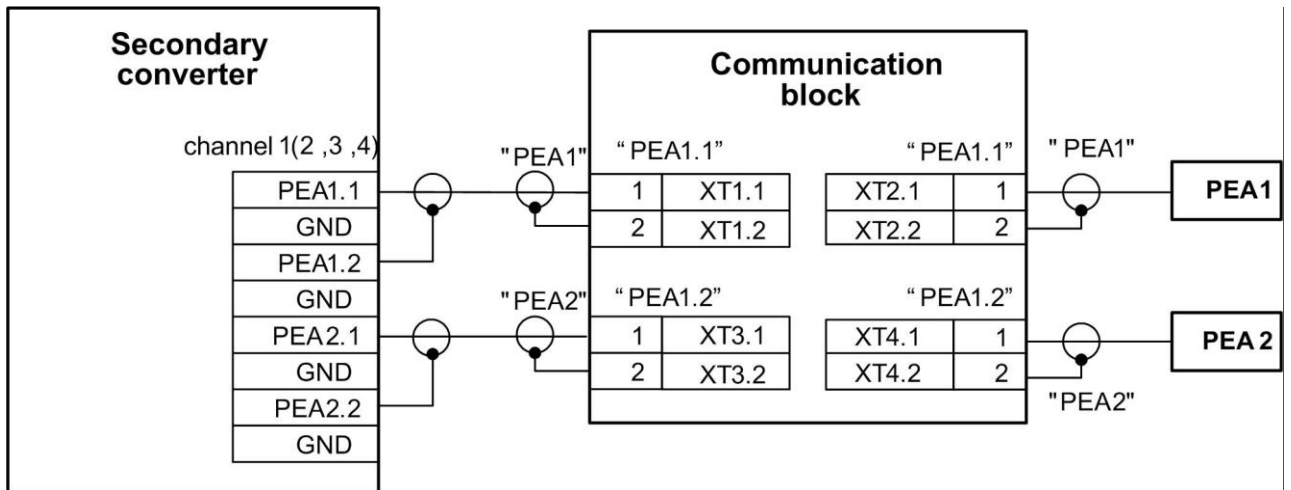 Secondary
converter
channel 1(2 ,3 ,4)
PEA1.1
GND
PEA1.2
GND
PEA2.1
GND
PEA2.2
GND
"PEA1"
"PEA2"
Communication
block
“PEA1.1”
1 XT1.1
2 XT1.2
“PEA1.2”
1 XT3.1
2 XT3.2
“PEA1.1”
XT2.1 1
XT2.2 2
“PEA1.2”
XT4.1 1
XT4.2 2
"PEA1"
PEA1
PEA 2
"PEA2"